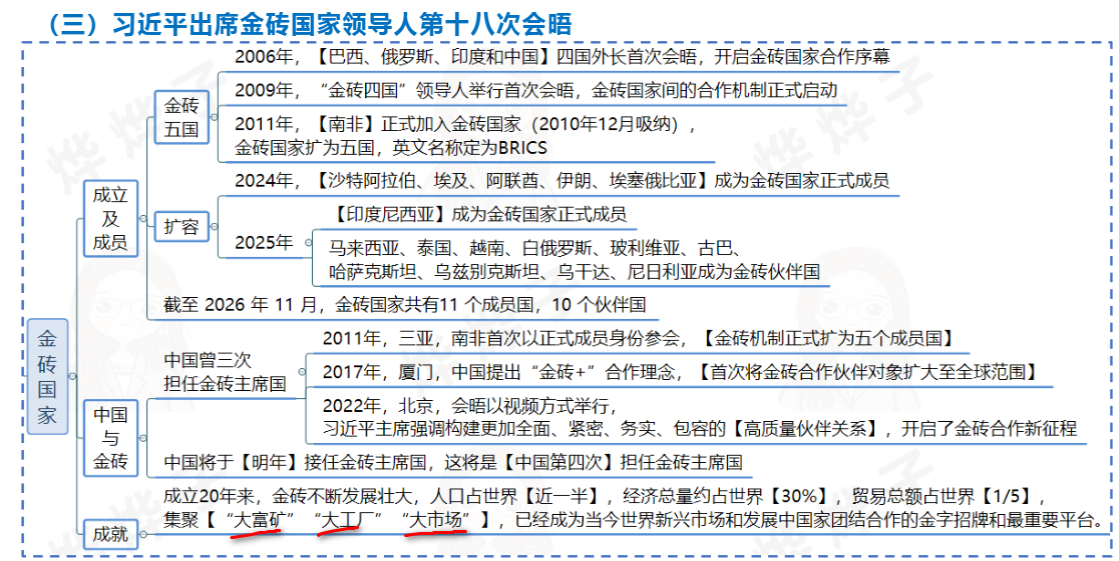 （三）习近平出席金砖国家领导人第十八次会晤
金砖国家
成立及成员
金砖五国
2006年，【巴西、俄罗斯、印度和中国】四国外长首次会晤，开启金砖国家合作序幕
2009年，“金砖四国”领导人举行首次会晤，金砖国家间的合作机制正式启动
2011年，【南非】正式加入金砖国家（2010年12月吸纳），
金砖国家扩为五国，英文名称定为BRICS
扩容
2024年，【沙特阿拉伯、埃及、阿联酋、伊朗、埃塞俄比亚】成为金砖国家正式成员
2025年
【印度尼西亚】成为金砖国家正式成员
马来西亚、泰国、越南、白俄罗斯、玻利维亚、古巴、
哈萨克斯坦、乌兹别克斯坦、乌干达、尼日利亚成为金砖伙伴国
截至 2026 年 11 月，金砖国家共有11 个成员国，10 个伙伴国
中国与金砖
中国曾三次
担任金砖主席国
2011年，三亚，南非首次以正式成员身份参会，【金砖机制正式扩为五个成员国】
2017年，厦门，中国提出“金砖+”合作理念，【首次将金砖合作伙伴对象扩大至全球范围】
2022年，北京，会晤以视频方式举行，
习近平主席强调构建更加全面、紧密、务实、包容的【高质量伙伴关系】，开启了金砖合作新征程
中国将于【明年】接任金砖主席国，这将是【中国第四次】担任金砖主席国
成就
成立20年来，金砖不断发展壮大，人口占世界【近一半】，经济总量约占世界【30%】，贸易总额占世界【1/5】，
集聚【“大富矿”“大工厂”“大市场”】，已经成为当今世界新兴市场和发展中国家团结合作的金字招牌和最重要平台。
烨烨子
烨烨子
烨烨子
烨烨子
烨烨子